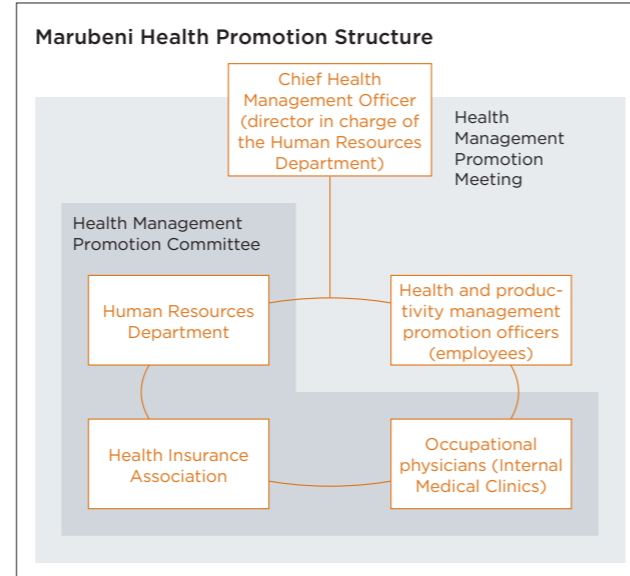 Marubeni Health Promotion Structure
Chief Health
Management Officer
(director in charge of
the Human Resources
Department)
Health
Management
Promotion
Meeting
Health Management
Promotion Committee
Human Resources
Department
Health and produc-
tivity management
promotion officers
(employees)
Health Insurance
Association
Occupational
physicians (Internal
Medical Clinics)